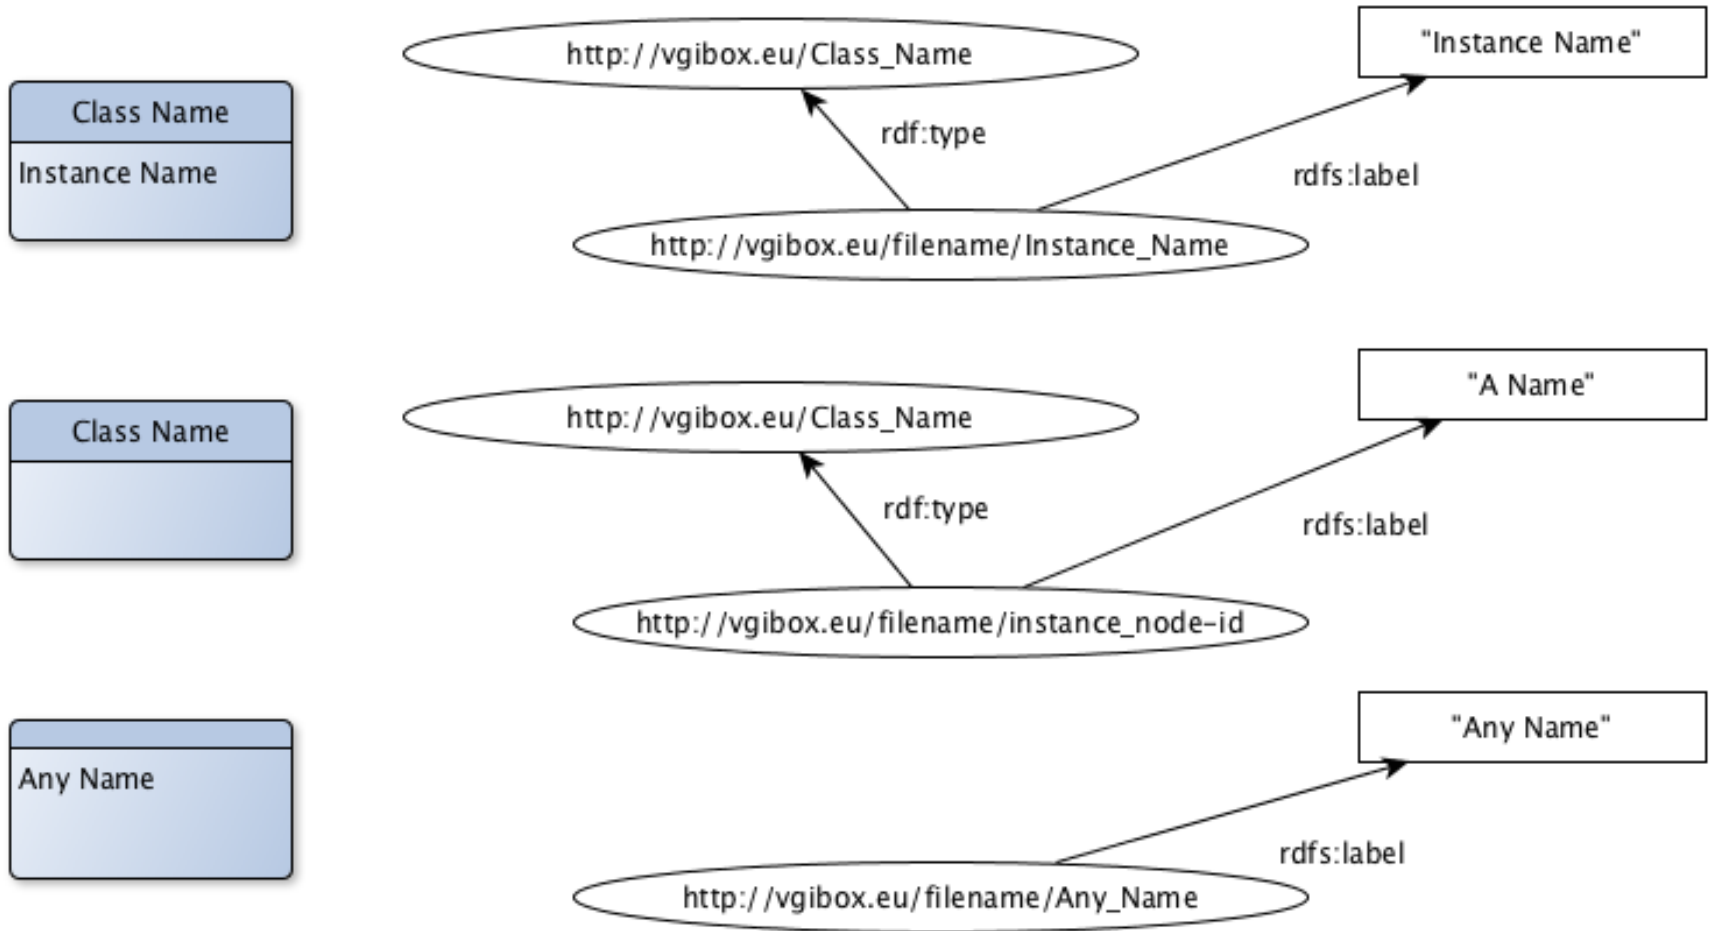 http://vgibox.eu/Class_Name
"Instance Name"
Class Name
Instance Name
rdf:type
rdfs:label
http://vgibox.eu/filename/Instance_Name
http://vgibox.eu/Class_Name
"A Name"
Class Name
rdf:type
rdfs:label
http://vgibox.eu/filename/instance_node-id
"Any Name"
Any Name
rdfs:label
http://vgibox.eu/filename/Any_Name